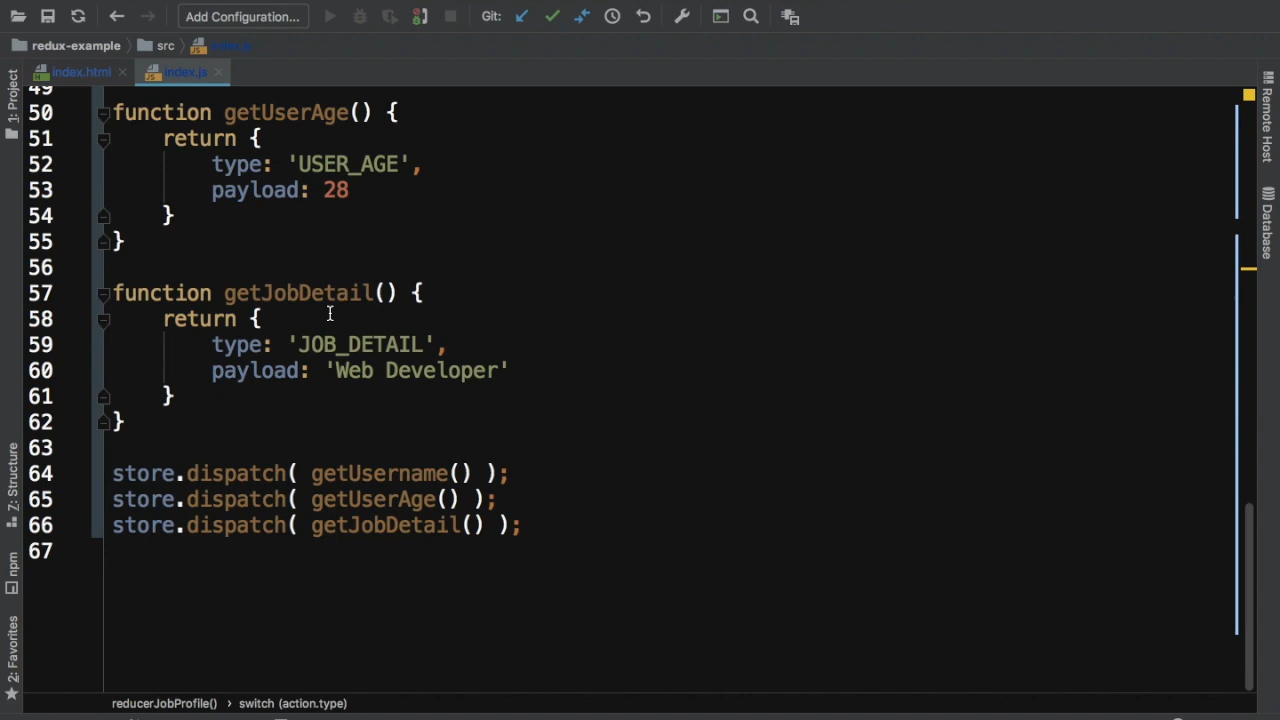 Add Configuration...
Git:
redux-example
src
index.js
index.html
index.js
1: Project
Z: Structure
npm
2: Favorites
Remote Host
Database
49
50 function getUserAge() {
51 return {
52 type: 'USER_AGE',
53 payload: 28
54 }
55 }
56
57 function getJobDetail() {
58 return {
59 type: 'JOB_DETAIL',
60 payload: 'Web Developer'
61 }
62 }
63
64 store.dispatch( getUsername() );
65 store.dispatch( getUserAge() );
66 store.dispatch( getJobDetail() );
67
reducerJobProfile() › switch (action.type)